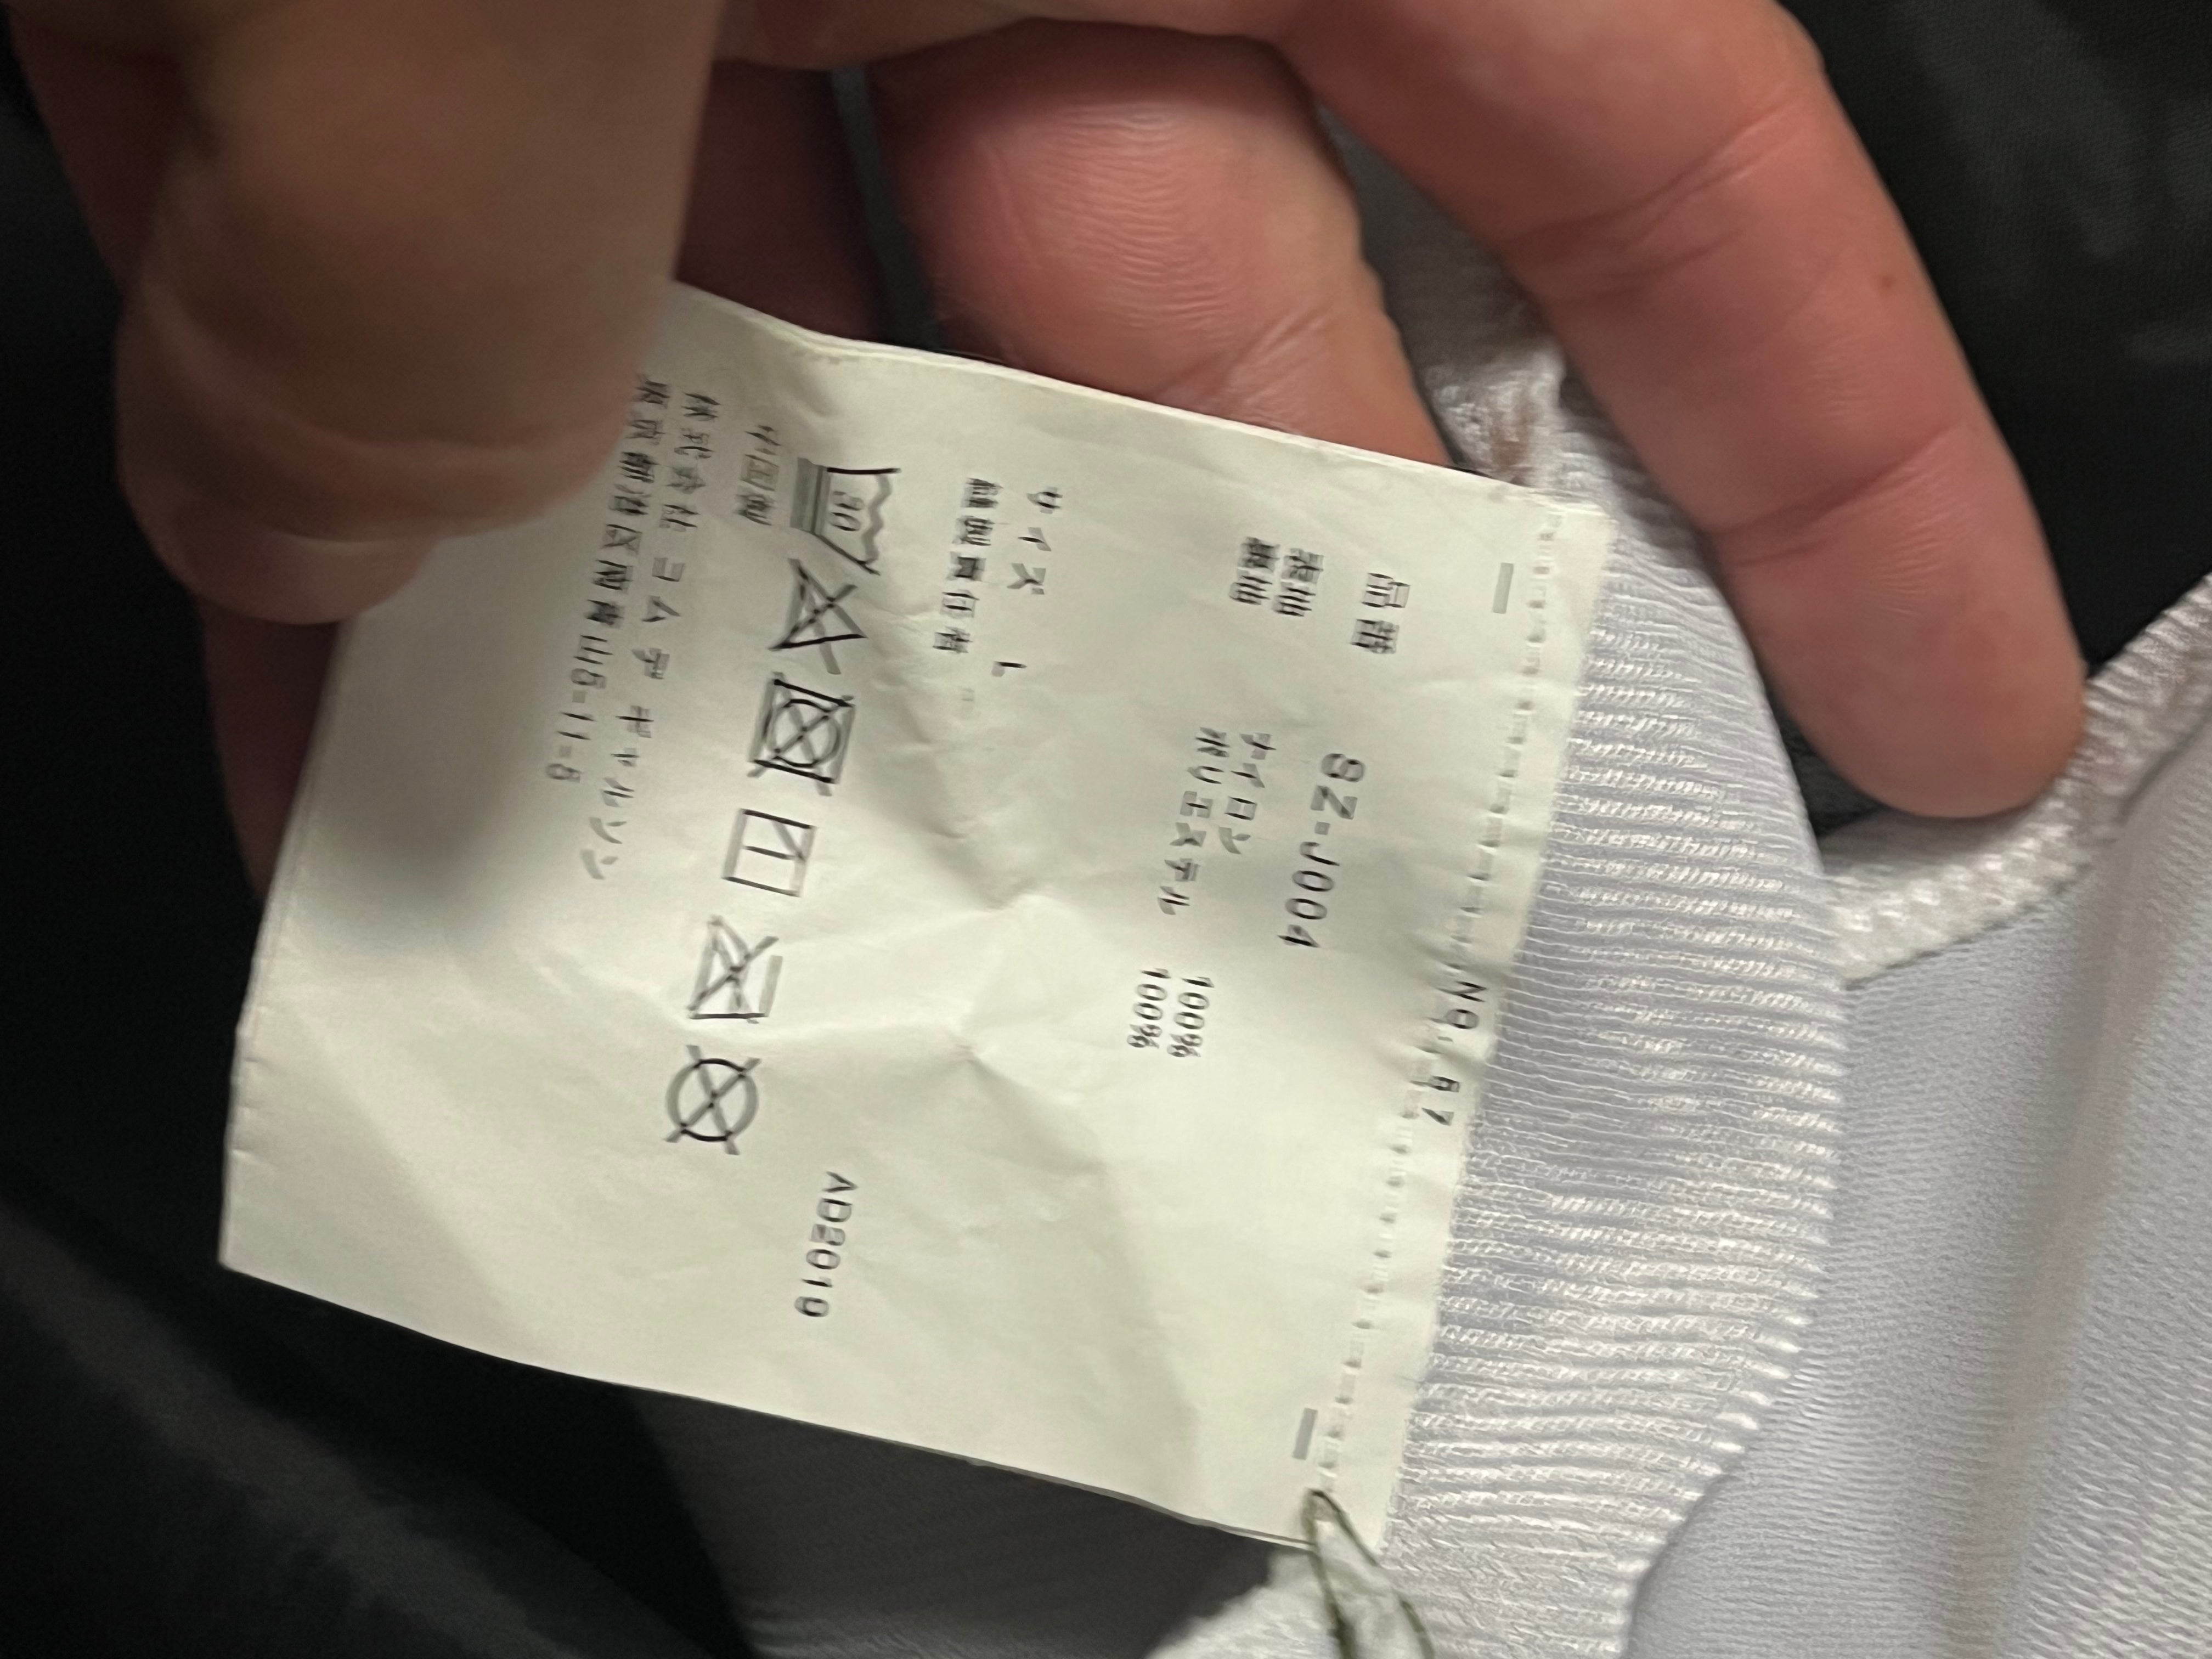 No. 87
品番 SZ-J004
表地 ナイロン 100%
裏地 ポリエステル 100%
サイズ L
縫製責任者
30
中国製 AD2019
株式会社コム デ ギャルソン
東京都港区南青山5-11-5